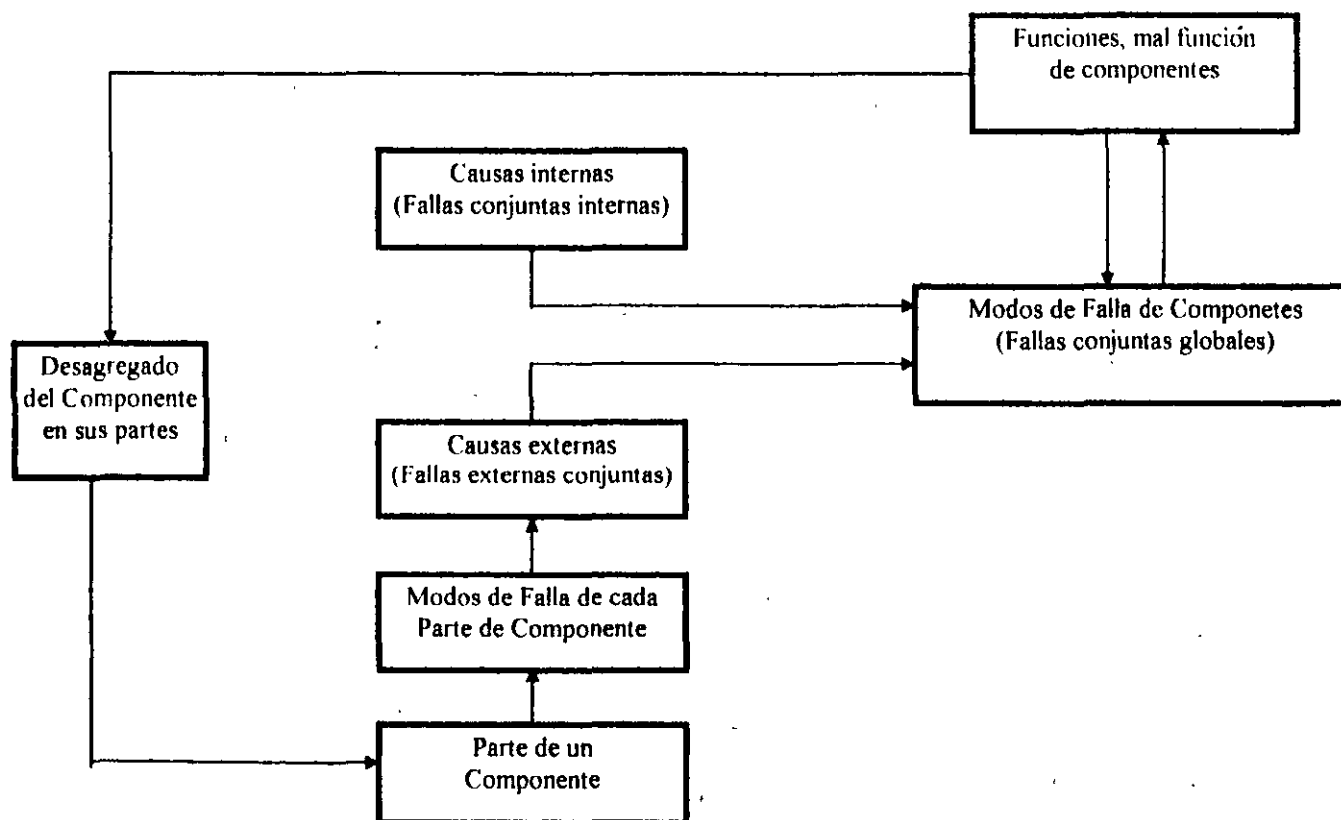 Funciones, mal función
de componentes
Causas internas
(Fallas conjuntas internas)
Modos de Falla de Componetes
(Fallas conjuntas globales)
Desagregado
del Componente
en sus partes
Causas externas
(Fallas externas conjuntas)
Modos de Falla de cada
Parte de Componente
Parte de un
Componente